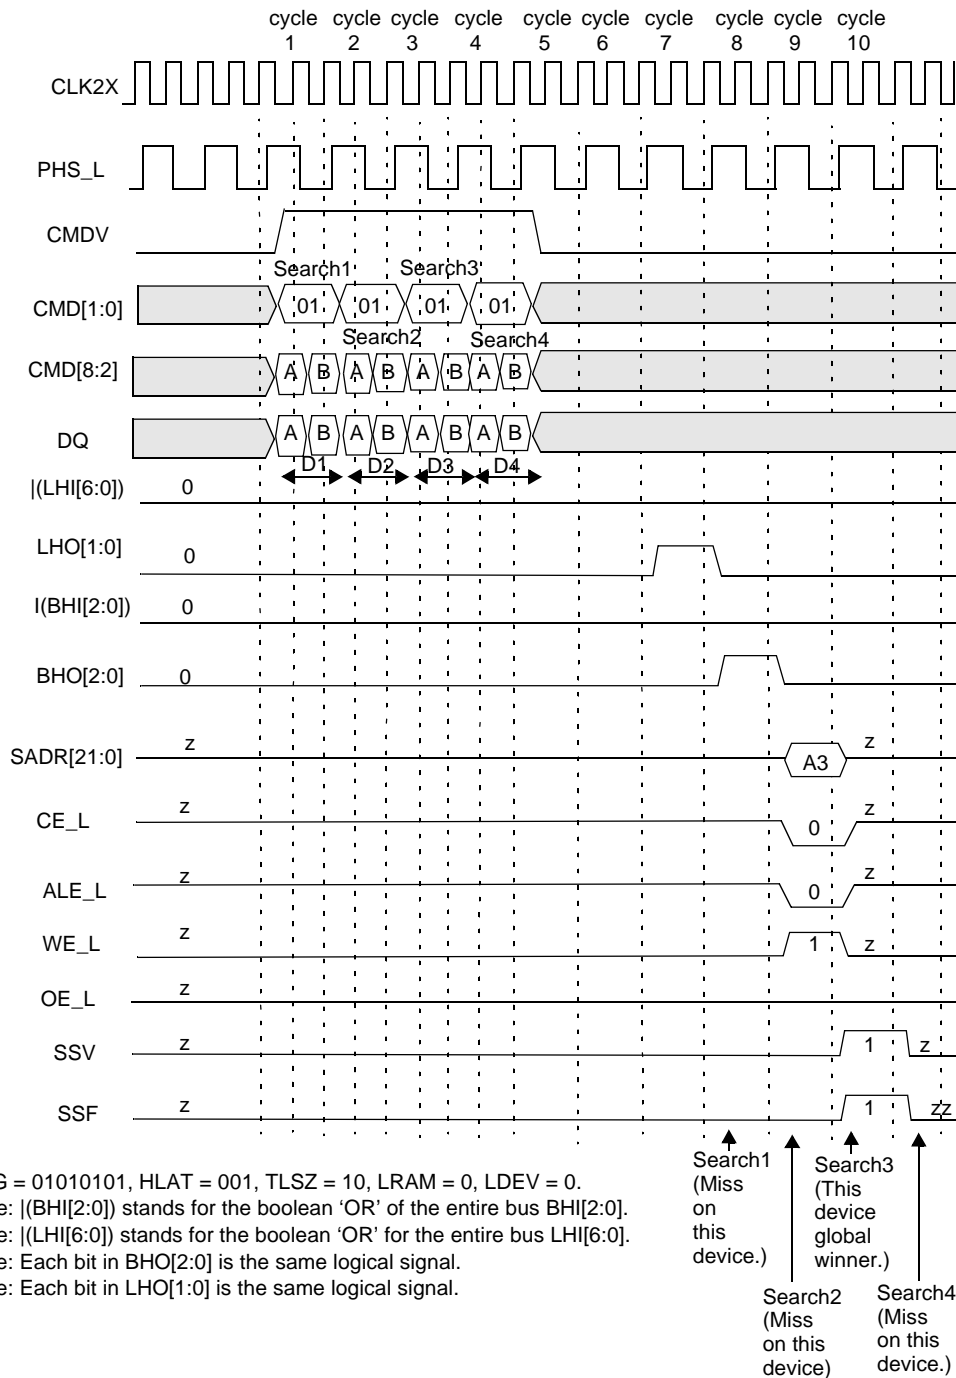 cycle cycle cycle cycle cycle cycle cycle cycle cycle cycle
1 2 3 4 5 6 7 8 9 10
CLK2X
PHS_L
CMDV
Search1 Search3
CMD[1:0] 01 01 01 01
Search2 Search4
CMD[8:2] A B A B A B A B
DQ A B A B A B A B
D1 D2 D3 D4
|(LHI[6:0]) 0
LHO[1:0] 0
I(BHI[2:0]) 0
BHO[2:0] 0
SADR[21:0] z A3 z
CE_L z 0 z
ALE_L z 0 z
WE_L z 1 z
OE_L z
SSV z 1 z
SSF z 1 zz
G = 01010101, HLAT = 001, TLSZ = 10, LRAM = 0, LDEV = 0.
e: |(BHI[2:0]) stands for the boolean ‘OR’ of the entire bus BHI[2:0].
e: |(LHI[6:0]) stands for the boolean ‘OR’ for the entire bus LHI[6:0].
e: Each bit in BHO[2:0] is the same logical signal.
e: Each bit in LHO[1:0] is the same logical signal.
Search1
(Miss
on
this
device.)
Search2
(Miss
on this
device)
Search3
(This
device
global
winner.)
Search4
(Miss
on this
device.)